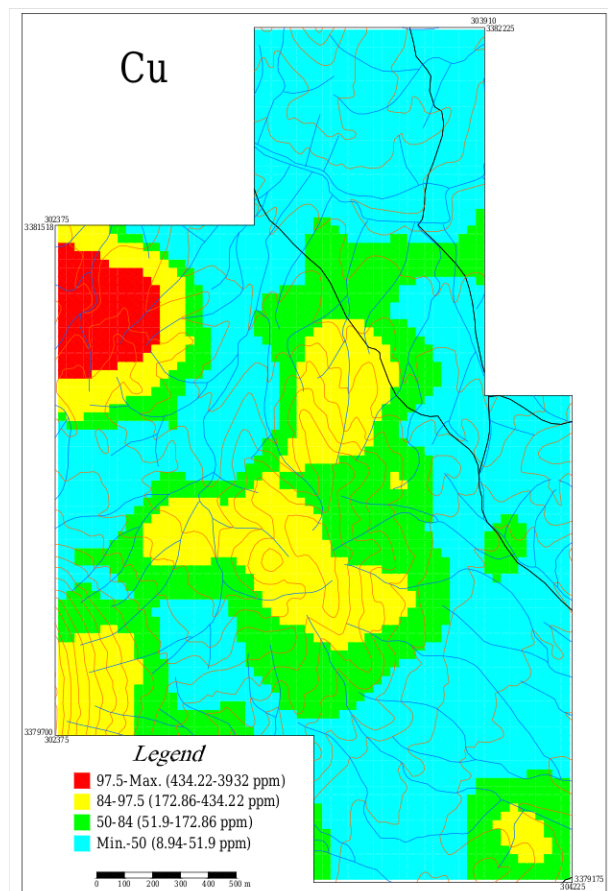 303910
3382225
Cu
302375
3381518
3379700
302375
Legend
97.5-Max. (434.22-3932 ppm)
84-97.5 (172.86-434.22 ppm)
50-84 (51.9-172.86 ppm)
Min.-50 (8.94-51.9 ppm)
0 100 200 300 400 500 m
3379175
304225